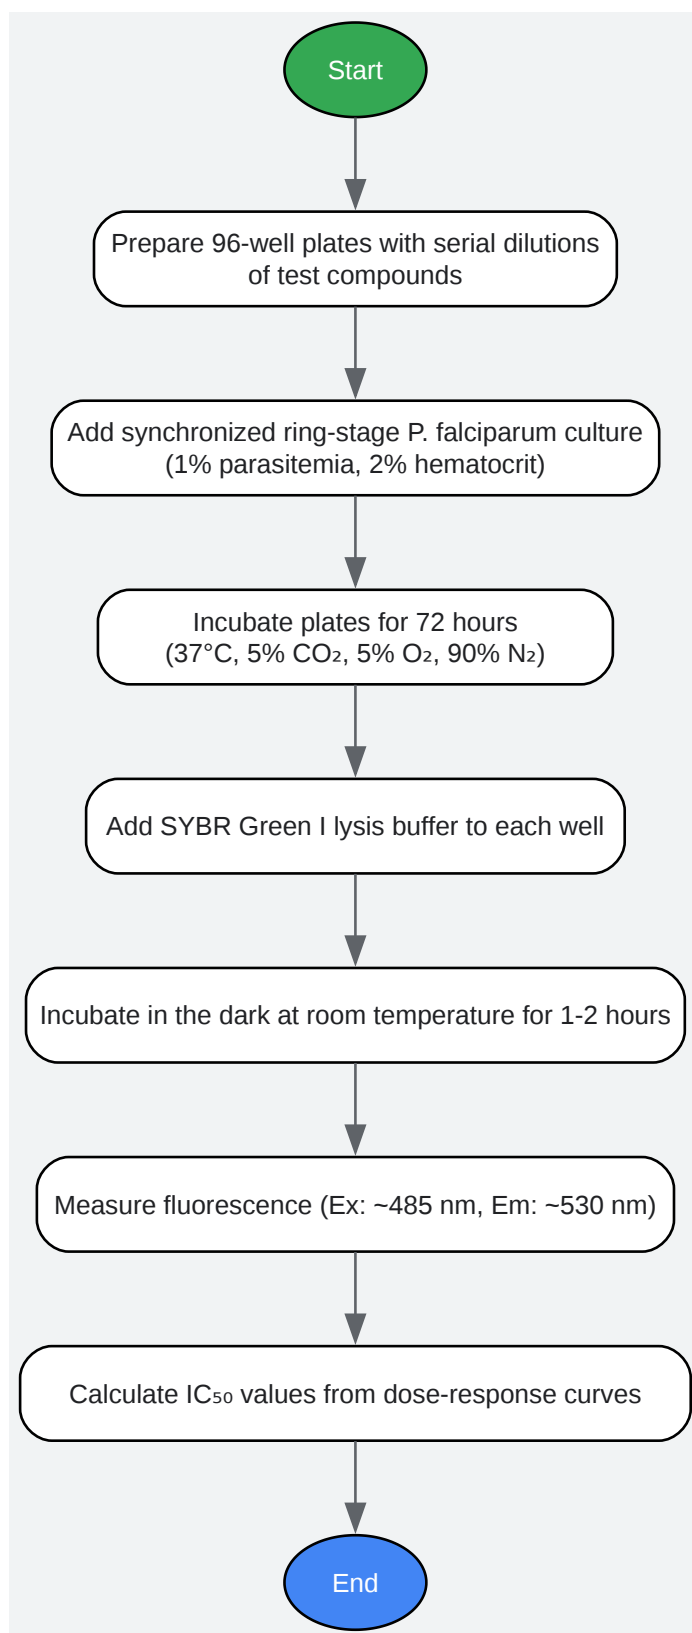 Start
Prepare 96-well plates with serial dilutions
of test compounds
Add synchronized ring-stage P. falciparum culture
(1% parasitemia, 2% hematocrit)
Incubate plates for 72 hours
(37°C, 5% CO₂, 5% O₂, 90% N₂)
Add SYBR Green I lysis buffer to each well
Incubate in the dark at room temperature for 1-2 hours
Measure fluorescence (Ex: ~485 nm, Em: ~530 nm)
Calculate IC₅₀ values from dose-response curves
End